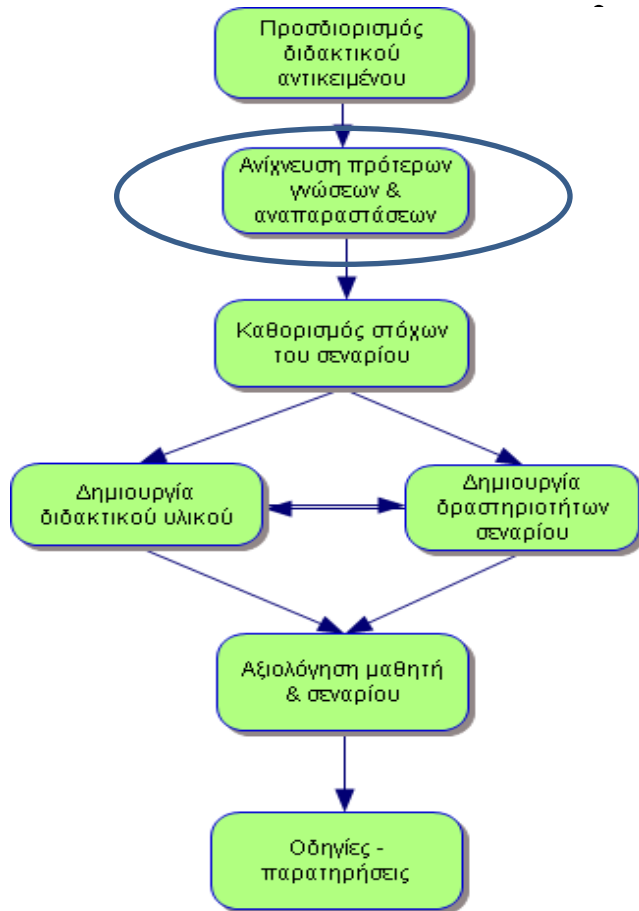 Προσδιορισμός
διδακτικού
αντικειμένου
Ανίχνευση πρότερων
γνώσεων &
αναπαραστάσεων
Καθορισμός στόχων
του σεναρίου
Δημιουργία
διδακτικού υλικού
Δημιουργία
δραστηριοτήτων
σεναρίου
Αξιολόγηση μαθητή
& σεναρίου
Οδηγίες -
παρατηρήσεις